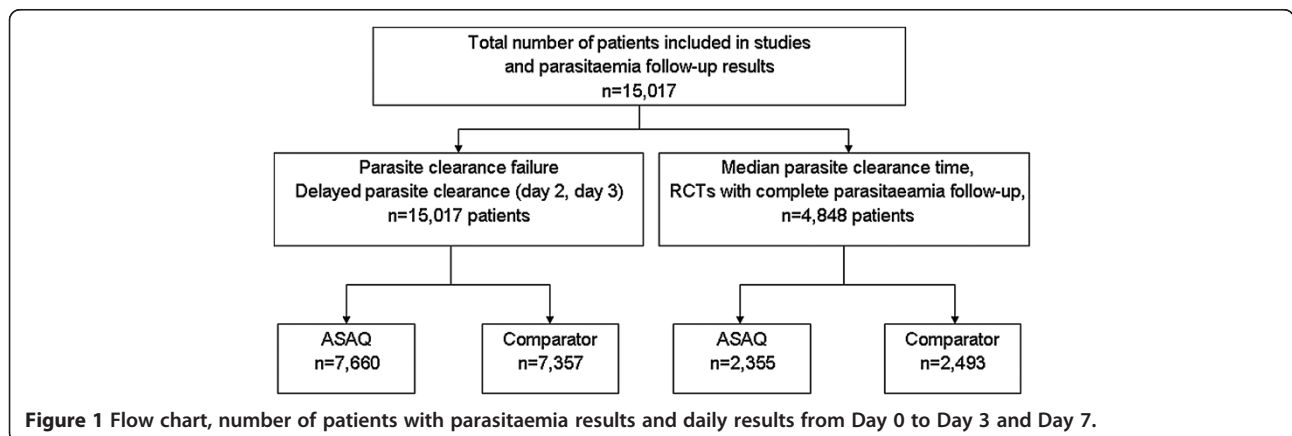 Total number of patients included in studies
and parasitaemia follow-up results
n=15,017
Parasite clearance failure
Delayed parasite clearance (day 2, day 3)
n=15,017 patients
Median parasite clearance time,
RCTs with complete parasitaeamia follow-up,
n=4,848 patients
ASAQ
n=7,660
Comparator
n=7,357
ASAQ
n=2,355
Comparator
n=2,493
Figure 1 Flow chart, number of patients with parasitaemia results and daily results from Day 0 to Day 3 and Day 7.